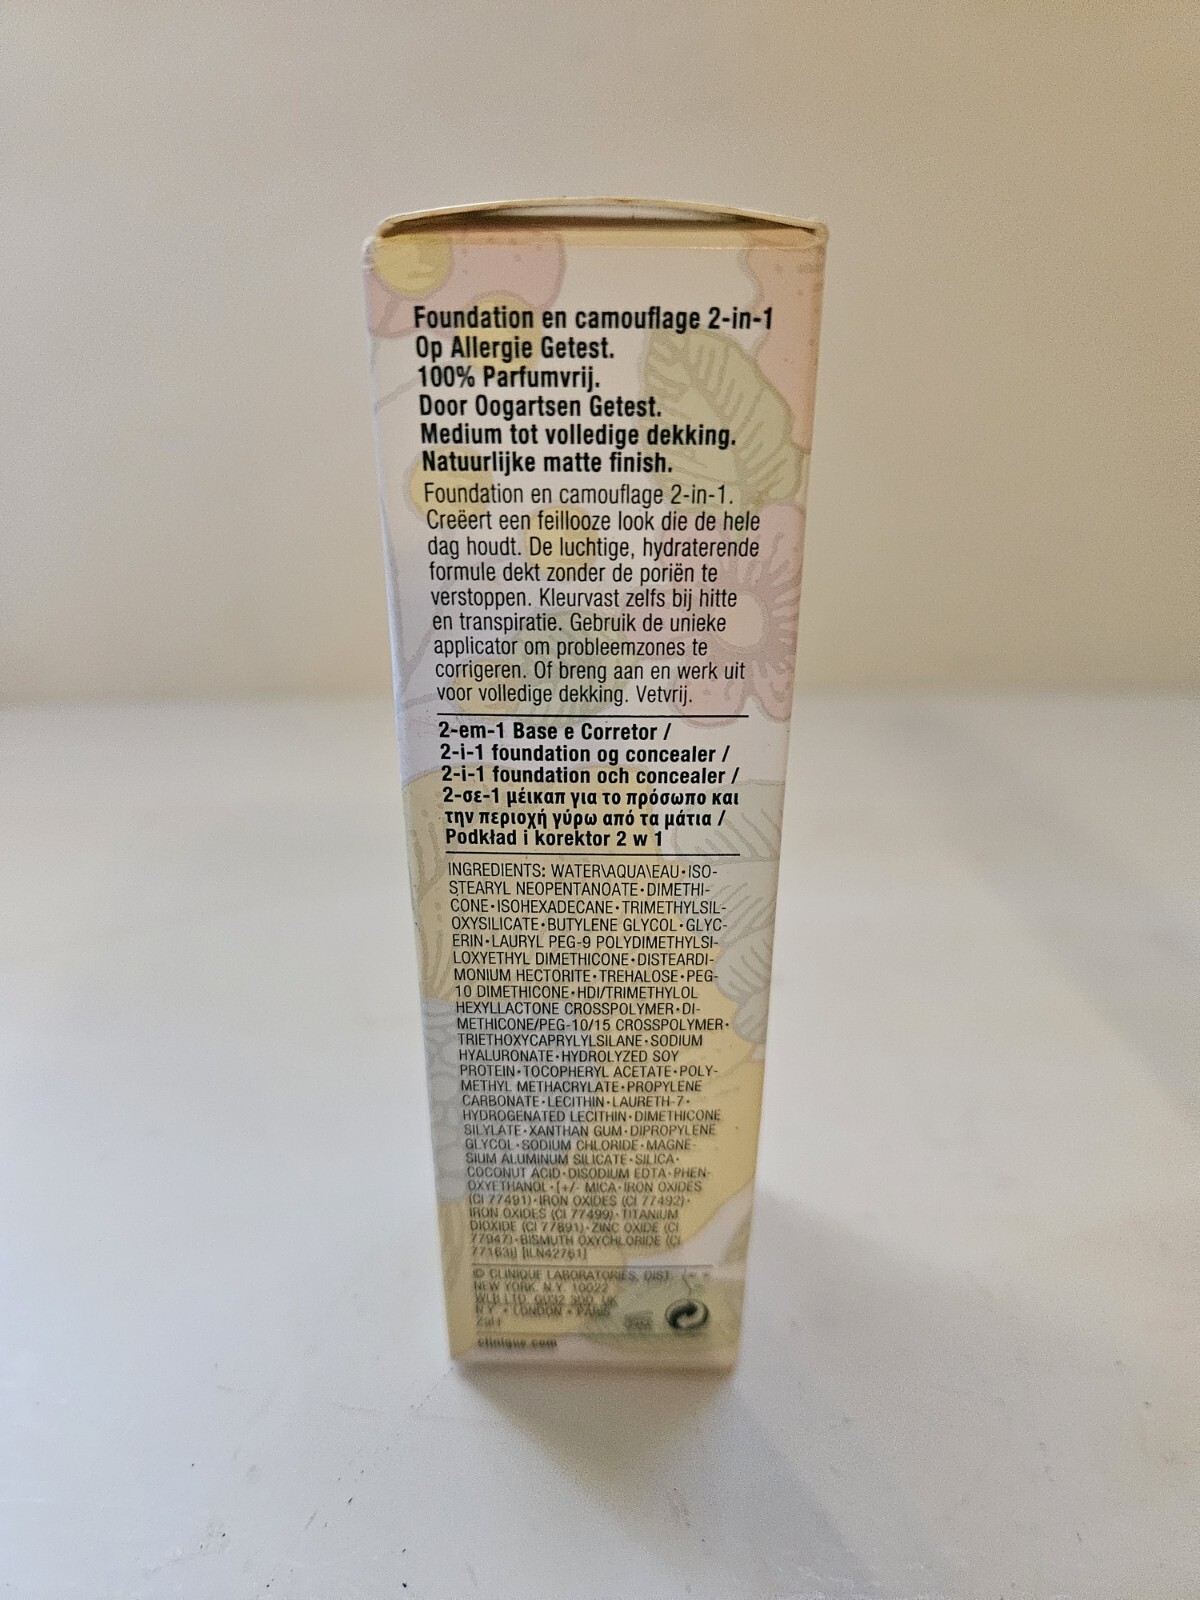 Foundation en camouflage 2-in-1
Op Allergie Getest.
100% Parfumvrij.
Door Oogartsen Getest.
Medium tot volledige dekking.
Natuurlijke matte finish.
Foundation en camouflage 2-in-1.
Creëert een feillooze look die de hele
dag houdt. De luchtige, hydraterende
formule dekt zonder de poriën te
verstoppen. Kleurvast zelfs bij hitte
en transpiratie. Gebruik de unieke
applicator om probleemzones te
corrigeren. Of breng aan en werk uit
voor volledige dekking. Vetvrij.
2-em-1 Base e Corretor /
2-i-1 foundation og concealer /
2-i-1 foundation och concealer /
2-σε-1 μέικαπ για το πρόσωπο και
την περιοχή γύρω από τα μάτια /
Podkład i korektor 2 w 1
INGREDIENTS: WATER\AQUA\EAU•ISO-
STEARYL NEOPENTANOATE•DIMETHI-
CONE•ISOHEXADECANE•TRIMETHYLSIL-
OXYSILICATE•BUTYLENE GLYCOL•GLYC-
ERIN•LAURYL PEG-9 POLYDIMETHYLSI-
LOXYETHYL DIMETHICONE•DISTEARDI-
MONIUM HECTORITE•TREHALOSE•PEG-
10 DIMETHICONE•HDI/TRIMETHYLOL
HEXYLLACTONE CROSSPOLYMER•DI-
METHICONE/PEG-10/15 CROSSPOLYMER•
TRIETHOXYCAPRYLYLSILANE•SODIUM
HYALURONATE•HYDROLYZED SOY
PROTEIN•TOCOPHERYL ACETATE•POLY-
METHYL METHACRYLATE•PROPYLENE
CARBONATE•LECITHIN•LAURETH-7•
HYDROGENATED LECITHIN•DIMETHICONE
SILYLATE•XANTHAN GUM•DIPROPYLENE
GLYCOL•SODIUM CHLORIDE•MAGNE-
SIUM ALUMINUM SILICATE•SILICA•
COCONUT ACID•DISODIUM EDTA•PHEN-
OXYETHANOL•[+/- MICA•IRON OXIDES
(CI 77491)•IRON OXIDES (CI 77492)•
IRON OXIDES (CI 77499)•TITANIUM
DIOXIDE (CI 77891)•ZINC OXIDE (CI
77947)•BISMUTH OXYCHLORIDE (CI
77163)] [ILN42761]
© CLINIQUE LABORATORIES, DIST.
NEW YORK, N.Y. 10022
GU32 3DD, UK
N.Y. • LONDON • PARIS
clinique.com